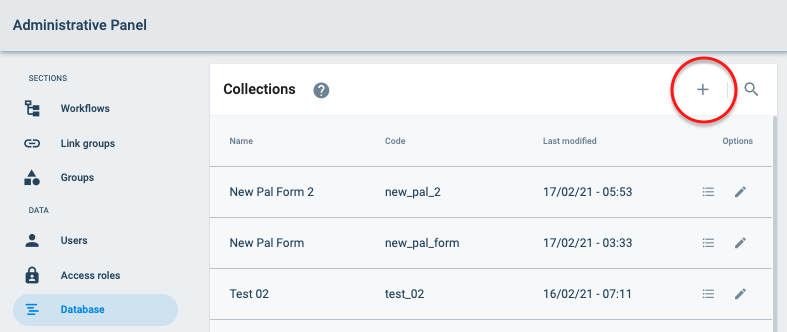 Administrative Panel
SECTIONS
Workflows
Link groups
Groups
DATA
Users
Access roles
Database
Collections ?
Name Code Last modified Options
New Pal Form 2 new_pal_2 17/02/21 - 05:53
New Pal Form new_pal_form 17/02/21 - 03:33
Test 02 test_02 16/02/21 - 07:11